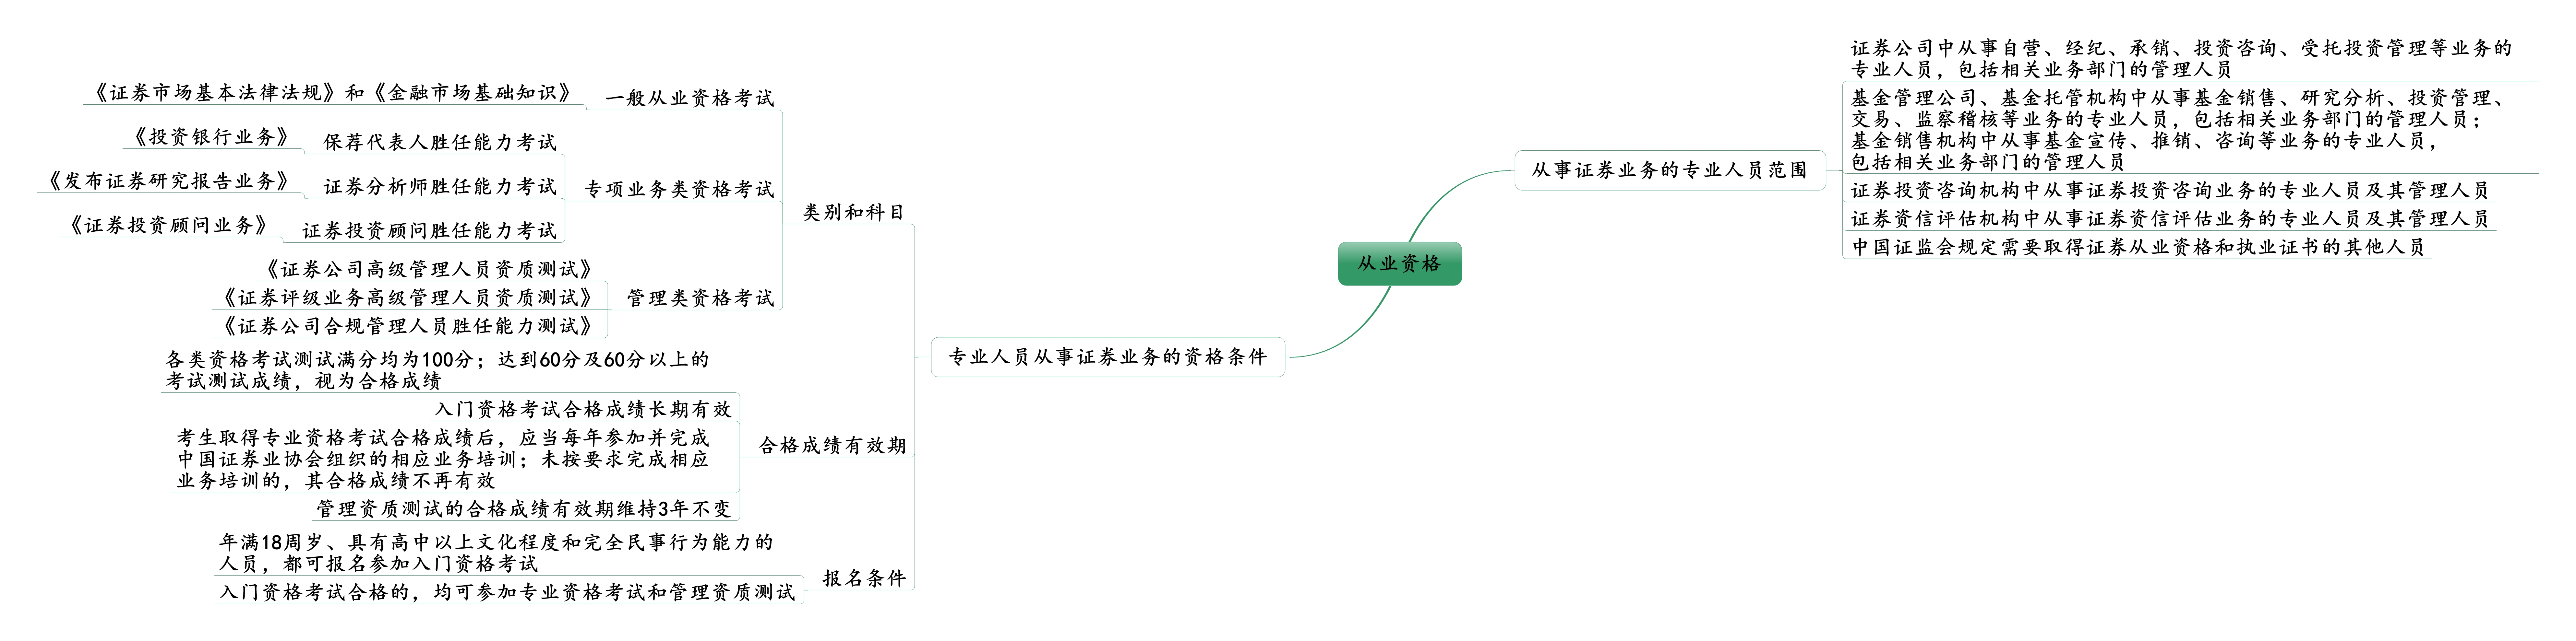 从业资格
从事证券业务的专业人员范围
证券公司中从事自营、经纪、承销、投资咨询、受托投资管理等业务的
专业人员，包括相关业务部门的管理人员
基金管理公司、基金托管机构中从事基金销售、研究分析、投资管理、
交易、监察稽核等业务的专业人员，包括相关业务部门的管理人员；
基金销售机构中从事基金宣传、推销、咨询等业务的专业人员，
包括相关业务部门的管理人员
证券投资咨询机构中从事证券投资咨询业务的专业人员及其管理人员
证券资信评估机构中从事证券资信评估业务的专业人员及其管理人员
中国证监会规定需要取得证券从业资格和执业证书的其他人员
专业人员从事证券业务的资格条件
类别和科目
一般从业资格考试
《证券市场基本法律法规》和《金融市场基础知识》
专项业务类资格考试
保荐代表人胜任能力考试
《投资银行业务》
证券分析师胜任能力考试
《发布证券研究报告业务》
证券投资顾问胜任能力考试
《证券投资顾问业务》
管理类资格考试
《证券公司高级管理人员资质测试》
《证券评级业务高级管理人员资质测试》
《证券公司合规管理人员胜任能力测试》
合格成绩有效期
各类资格考试测试满分均为100分；达到60分及60分以上的
考试测试成绩，视为合格成绩
入门资格考试合格成绩长期有效
考生取得专业资格考试合格成绩后，应当每年参加并完成
中国证券业协会组织的相应业务培训；未按要求完成相应
业务培训的，其合格成绩不再有效
管理资质测试的合格成绩有效期维持3年不变
报名条件
年满18周岁、具有高中以上文化程度和完全民事行为能力的
人员，都可报名参加入门资格考试
入门资格考试合格的，均可参加专业资格考试和管理资质测试